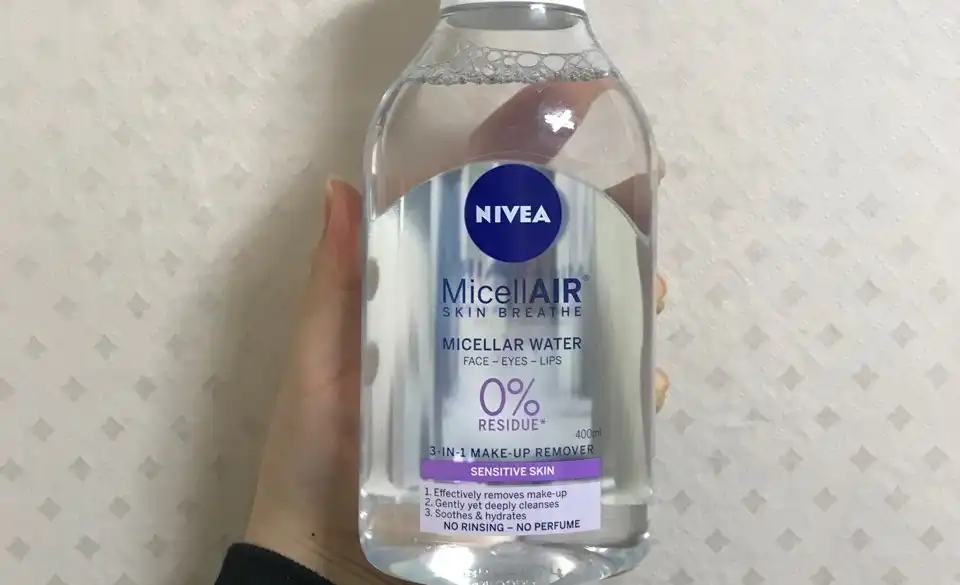 NIVEA
MicellAIR®
SKIN BREATHE
MICELLAR WATER
FACE – EYES – LIPS
0%
RESIDUE*
400ml
3-IN-1 MAKE-UP REMOVER
SENSITIVE SKIN
1. Effectively removes make-up
2. Gently yet deeply cleanses
3. Soothes & hydrates
NO RINSING – NO PERFUME